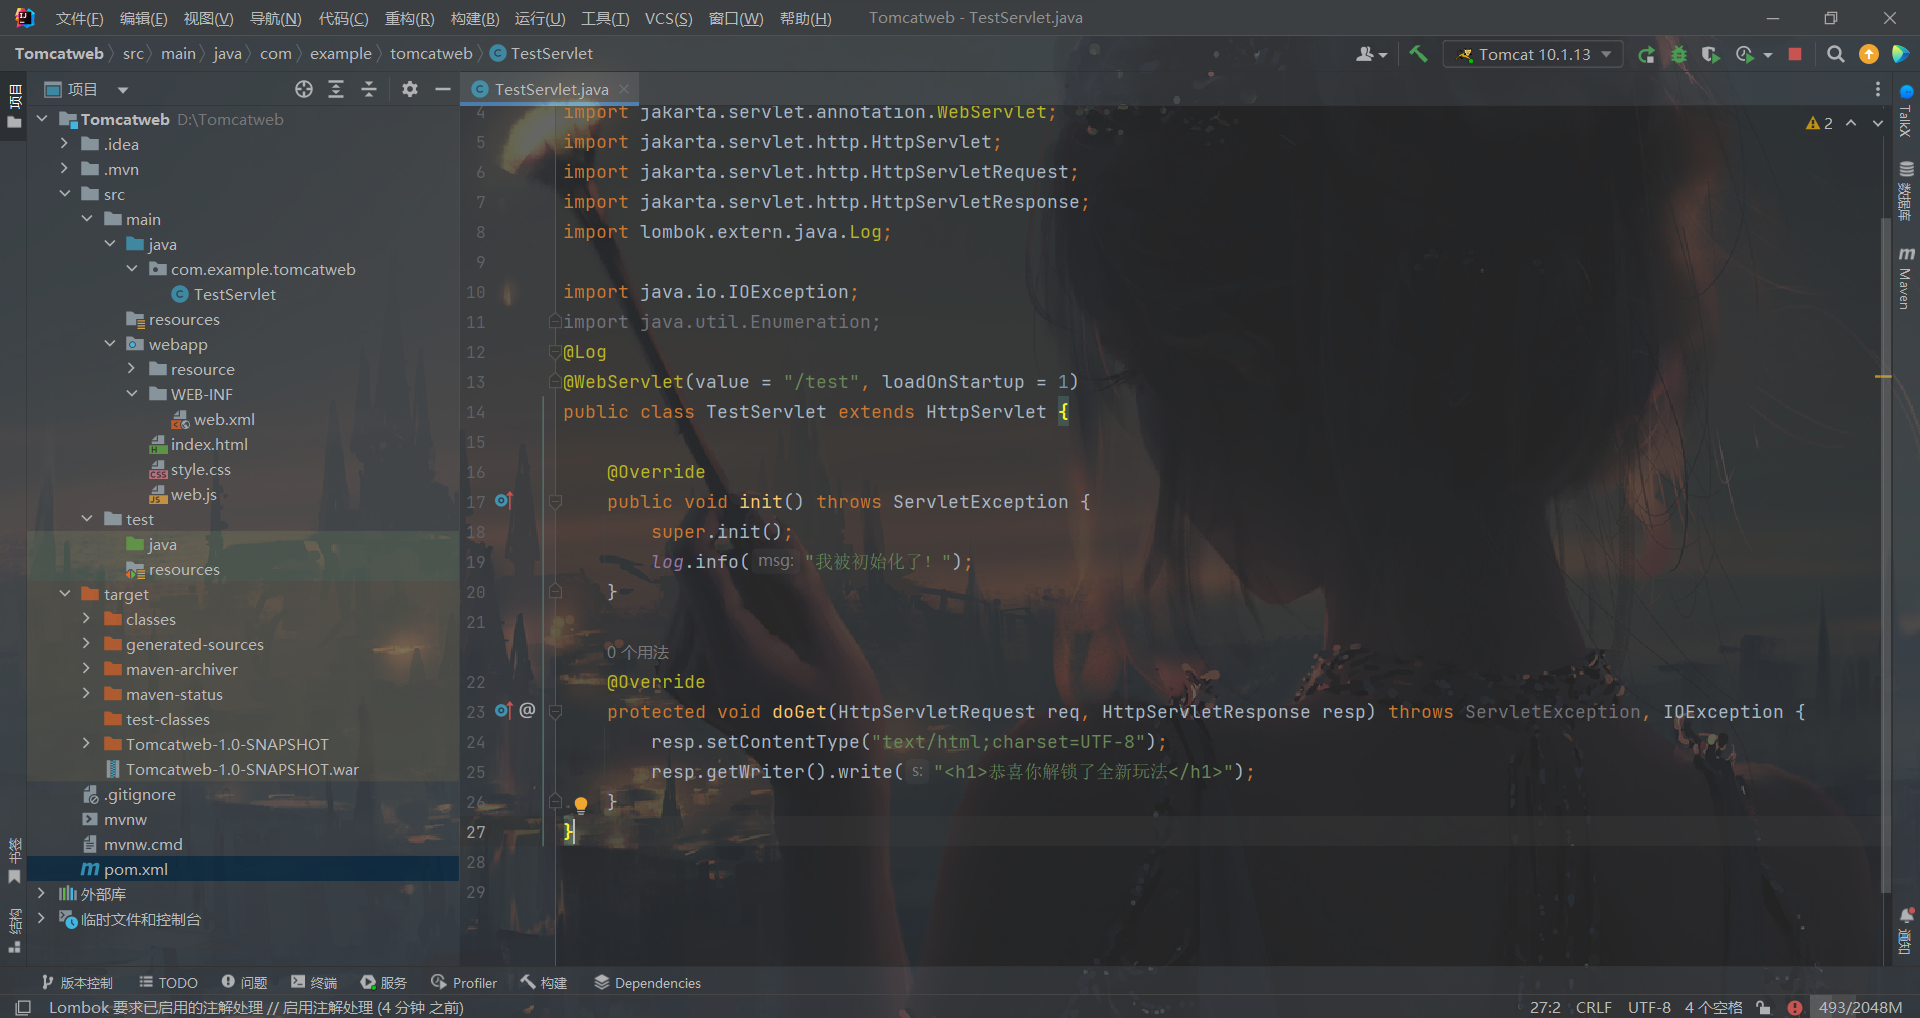 文件(F) 编辑(E) 视图(V) 导航(N) 代码(C) 重构(R) 构建(B) 运行(U) 工具(T) VCS(S) 窗口(W) 帮助(H) Tomcatweb - TestServlet.java
Tomcatweb src main java com example tomcatweb TestServlet Tomcat 10.1.13
项目
TestServlet.java
项目
Tomcatweb D:\Tomcatweb
.idea
.mvn
src
main
java
com.example.tomcatweb
TestServlet
resources
webapp
resource
WEB-INF
web.xml
index.html
style.css
web.js
test
java
resources
target
classes
generated-sources
maven-archiver
maven-status
test-classes
Tomcatweb-1.0-SNAPSHOT
Tomcatweb-1.0-SNAPSHOT.war
.gitignore
mvnw
mvnw.cmd
pom.xml
外部库
临时文件和控制台
书签
结构
4 import jakarta.servlet.annotation.WebServlet;
5 import jakarta.servlet.http.HttpServlet;
6 import jakarta.servlet.http.HttpServletRequest;
7 import jakarta.servlet.http.HttpServletResponse;
8 import lombok.extern.java.Log;
9
10 import java.io.IOException;
11 import java.util.Enumeration;
12 @Log
13 @WebServlet(value = "/test", loadOnStartup = 1)
14 public class TestServlet extends HttpServlet {
15
16 @Override
17 public void init() throws ServletException {
18 super.init();
19 log.info( msg: "我被初始化了! ");
20 }
21
0 个用法
22 @Override
23 @ protected void doGet(HttpServletRequest req, HttpServletResponse resp) throws ServletException, IOException {
24 resp.setContentType("text/html;charset=UTF-8");
25 resp.getWriter().write( s: "<h1>恭喜你解锁了全新玩法</h1>");
26 }
27 }
28
29
2
TalkX
数据库
Maven
通知
版本控制 TODO 问题 终端 服务 Profiler 构建 Dependencies
Lombok 要求已启用的注解处理 // 启用注解处理 (4 分钟 之前) 27:2 CRLF UTF-8 4 个空格 493/2048M